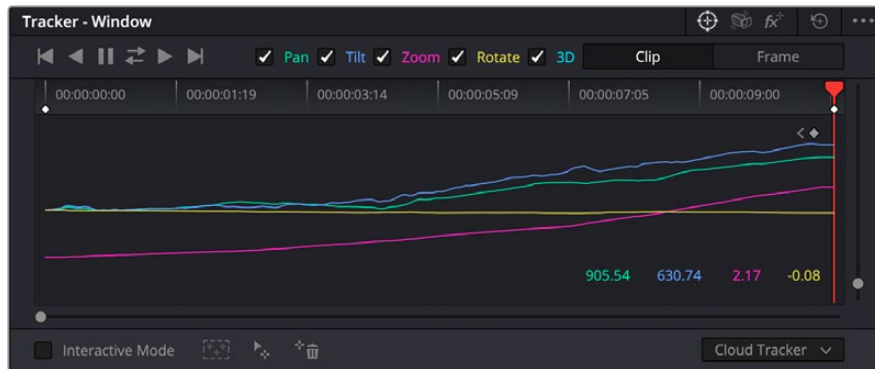 Tracker - Window
Pan Tilt Zoom Rotate 3D Clip Frame
00:00:00:00 00:00:01:19 00:00:03:14 00:00:05:09 00:00:07:05 00:00:09:00
905.54 630.74 2.17 -0.08
Interactive Mode Cloud Tracker